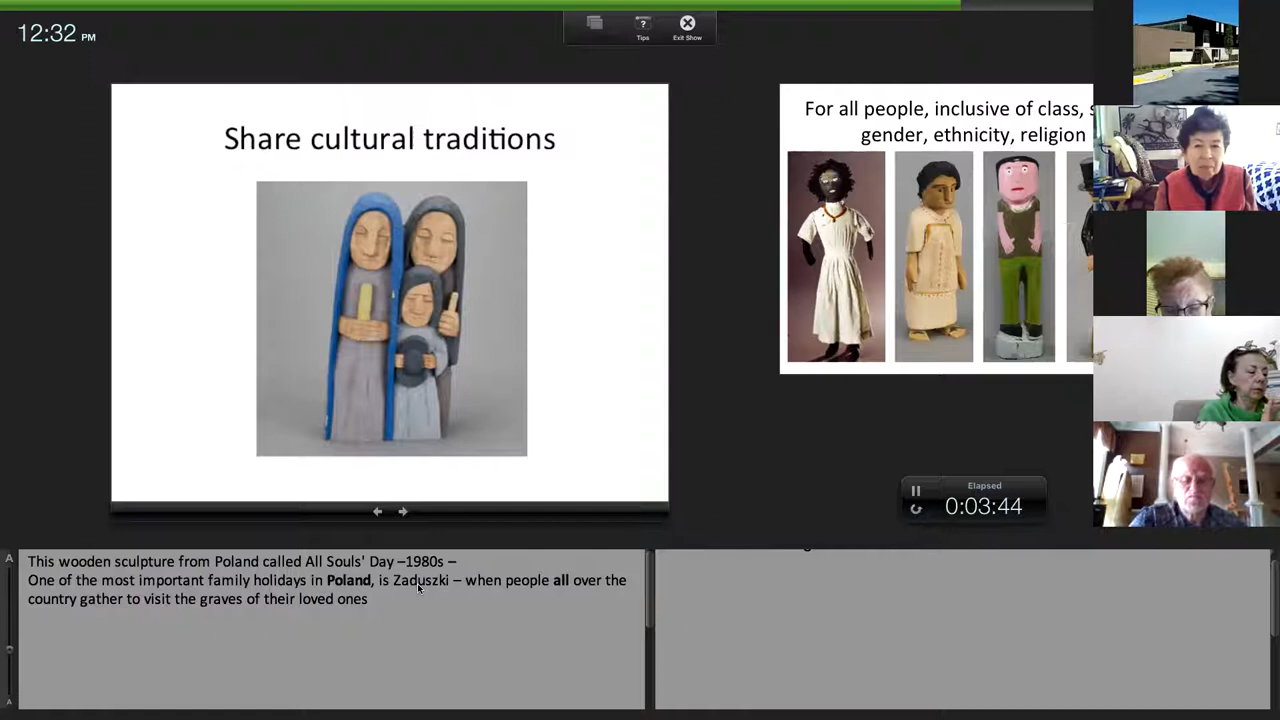 12:32 PM
Tips
Exit Show
Share cultural traditions
For all people, inclusive of class,
gender, ethnicity, religion
Elapsed
0:03:44
A
This wooden sculpture from Poland called All Souls' Day –1980s –
One of the most important family holidays in Poland, is Zaduszki – when people all over the
country gather to visit the graves of their loved ones
A